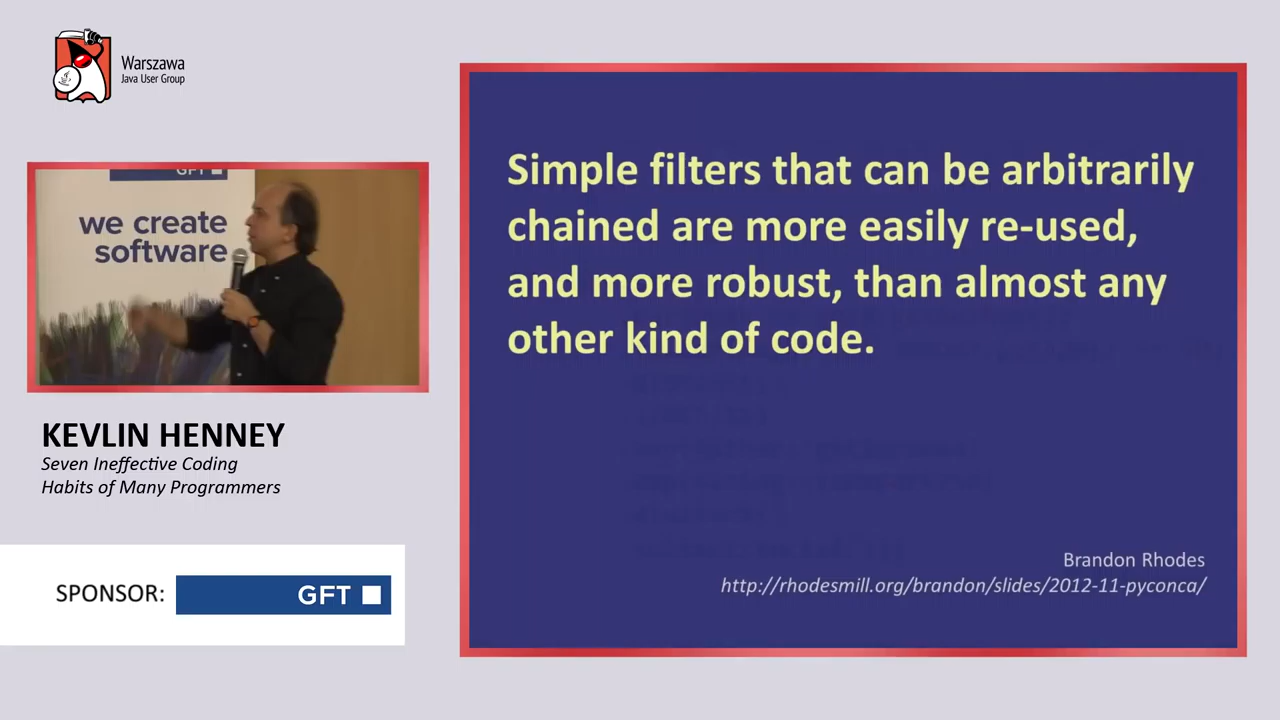 Warszawa
Java User Group
GFT
we create
software
KEVLIN HENNEY
Seven Ineffective Coding
Habits of Many Programmers
SPONSOR:
GFT
Simple filters that can be arbitrarily
chained are more easily re-used,
and more robust, than almost any
other kind of code.
Brandon Rhodes
http://rhodesmill.org/brandon/slides/2012-11-pyconca/